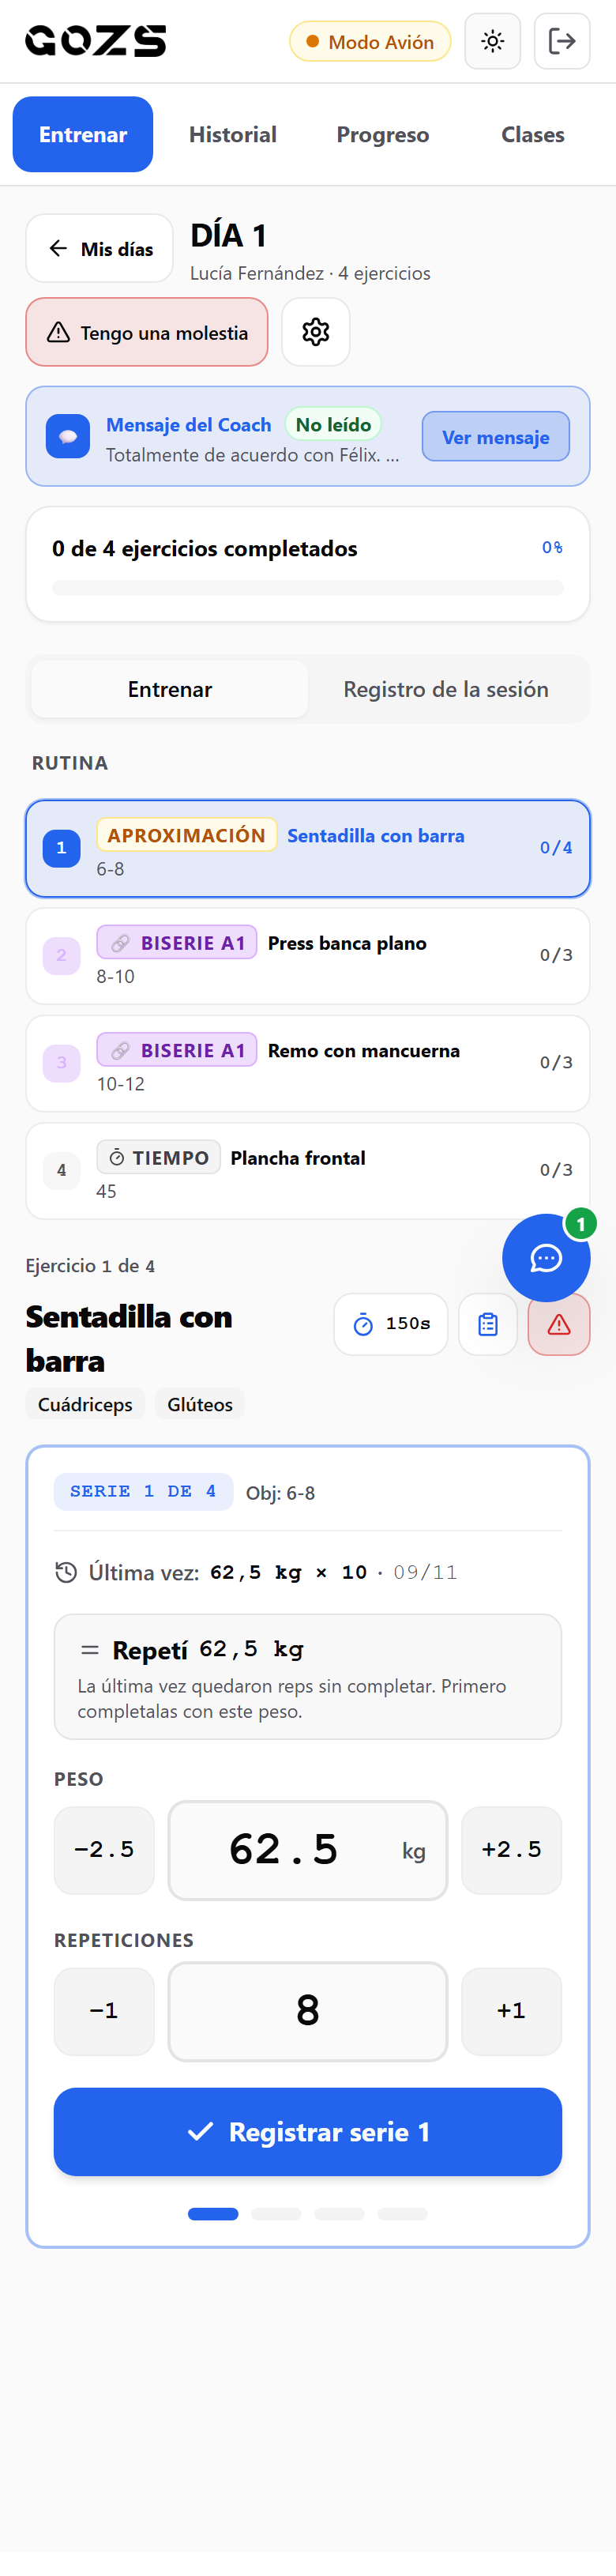 GOZS
Modo Avión
Entrenar
Historial
Progreso
Clases
Mis días
DÍA 1
Lucía Fernández · 4 ejercicios
Tengo una molestia
Mensaje del Coach
No leído
Totalmente de acuerdo con Félix. ...
Ver mensaje
0 de 4 ejercicios completados
0%
Entrenar
Registro de la sesión
RUTINA
1
APROXIMACIÓN
Sentadilla con barra
6-8
0/4
2
BISERIE A1
Press banca plano
8-10
0/3
3
BISERIE A1
Remo con mancuerna
10-12
0/3
4
TIEMPO
Plancha frontal
45
0/3
1
Ejercicio 1 de 4
Sentadilla con
barra
150s
Cuádriceps
Glúteos
SERIE 1 DE 4
Obj: 6-8
Última vez: 62,5 kg × 10 · 09/11
= Repetí 62,5 kg
La última vez quedaron reps sin completar. Primero
completalas con este peso.
PESO
−2.5
62.5
kg
+2.5
REPETICIONES
−1
8
+1
Registrar serie 1